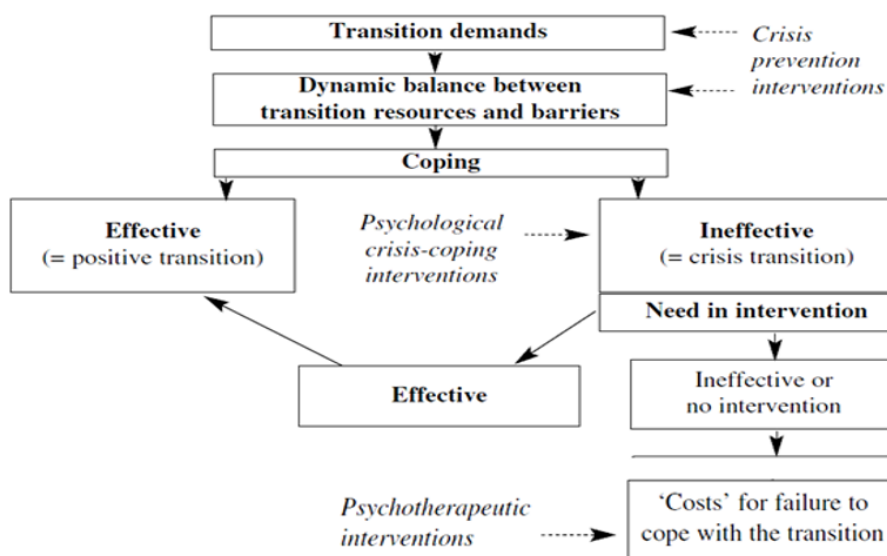 Transition demands
Crisis
prevention
interventions
Dynamic balance between
transition resources and barriers
Coping
Effective
(= positive transition)
Psychological
crisis-coping
interventions
Ineffective
(= crisis transition)
Need in intervention
Effective
Ineffective or
no intervention
Psychotherapeutic
interventions
‘Costs’ for failure to
cope with the transition